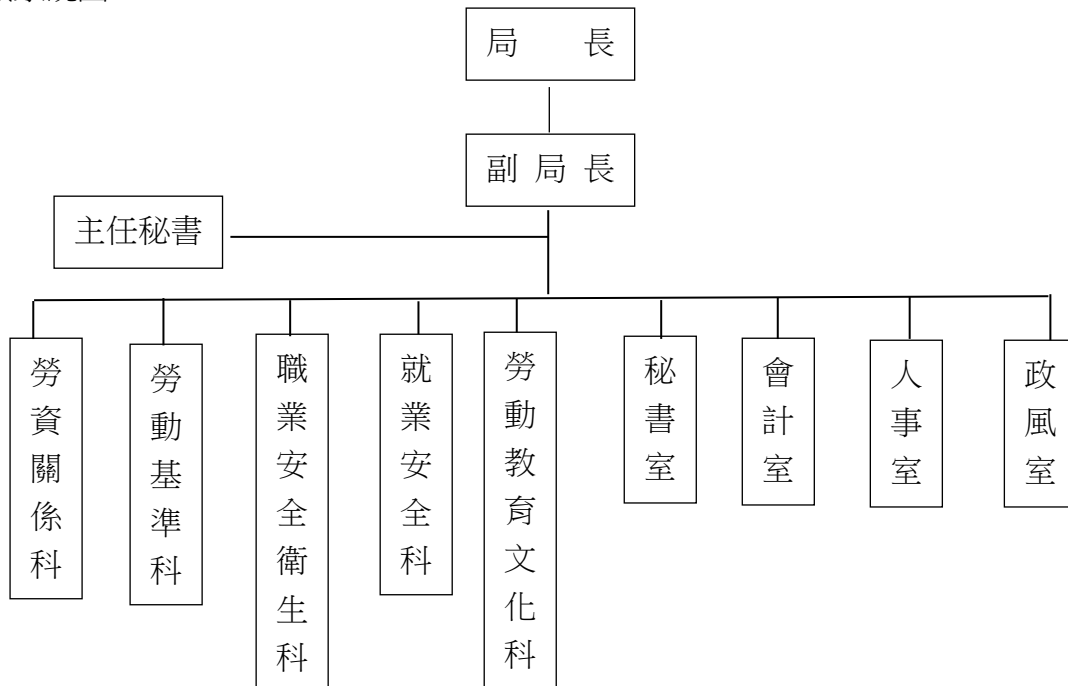 局長
副局長
主任秘書
勞資關係科
勞動基準科
職業安全衛生科
就業安全科
勞動教育文化科
秘書室
會計室
人事室
政風室